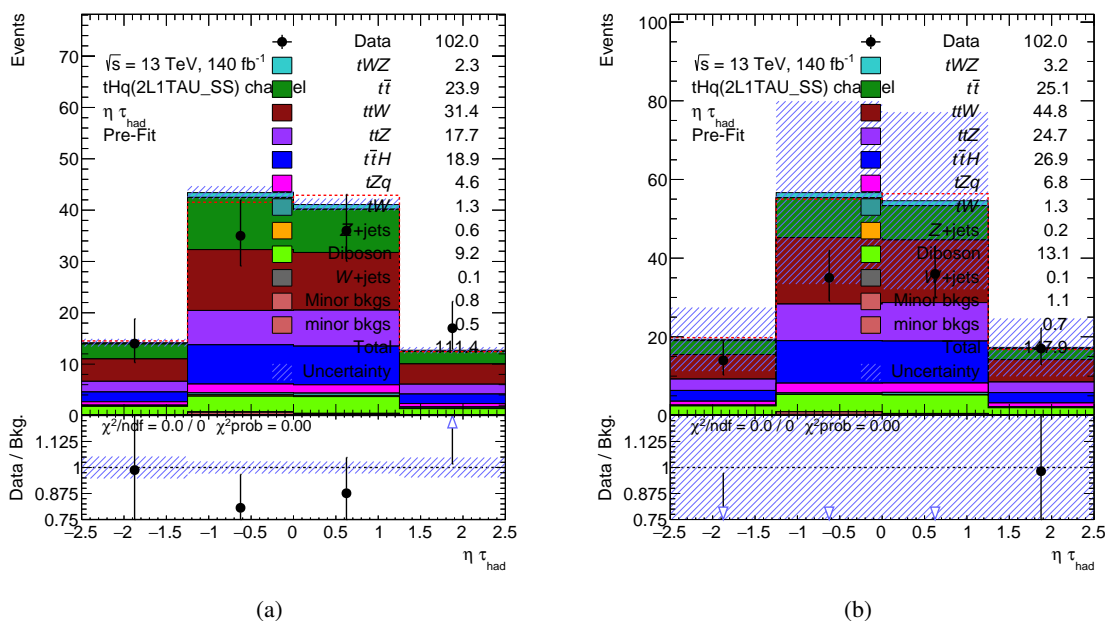 Events
70
60
50
40
30
20
10
0
√s = 13 TeV, 140 fb-1
tHq(2L1TAU_SS) channel
η τhad
Pre-Fit
Data 102.0
tWZ 2.3
tt̄ 23.9
ttW 31.4
ttZ 17.7
tt̄H 18.9
tZq 4.6
tW 1.3
Z+jets 0.6
Diboson 9.2
W+jets 0.1
Minor bkgs 0.8
minor bkgs 0.5
Total 111.4
Uncertainty
Data / Bkg.
χ2/ndf = 0.0 / 0 χ2prob = 0.00
1.125
1
0.875
0.75
−2.5 −2 −1.5 −1 −0.5 0 0.5 1 1.5 2 2.5
η τhad
(a)
Events
100
80
60
40
20
0
√s = 13 TeV, 140 fb-1
tHq(2L1TAU_SS) channel
η τhad
Pre-Fit
Data 102.0
tWZ 3.2
tt̄ 25.1
ttW 44.8
ttZ 24.7
tt̄H 26.9
tZq 6.8
tW 1.3
Z+jets 0.2
Diboson 13.1
W+jets 0.1
Minor bkgs 1.1
minor bkgs 0.7
Total 147.9
Uncertainty
Data / Bkg.
χ2/ndf = 0.0 / 0 χ2prob = 0.00
1.125
1
0.875
0.75
−2.5 −2 −1.5 −1 −0.5 0 0.5 1 1.5 2 2.5
η τhad
(b)